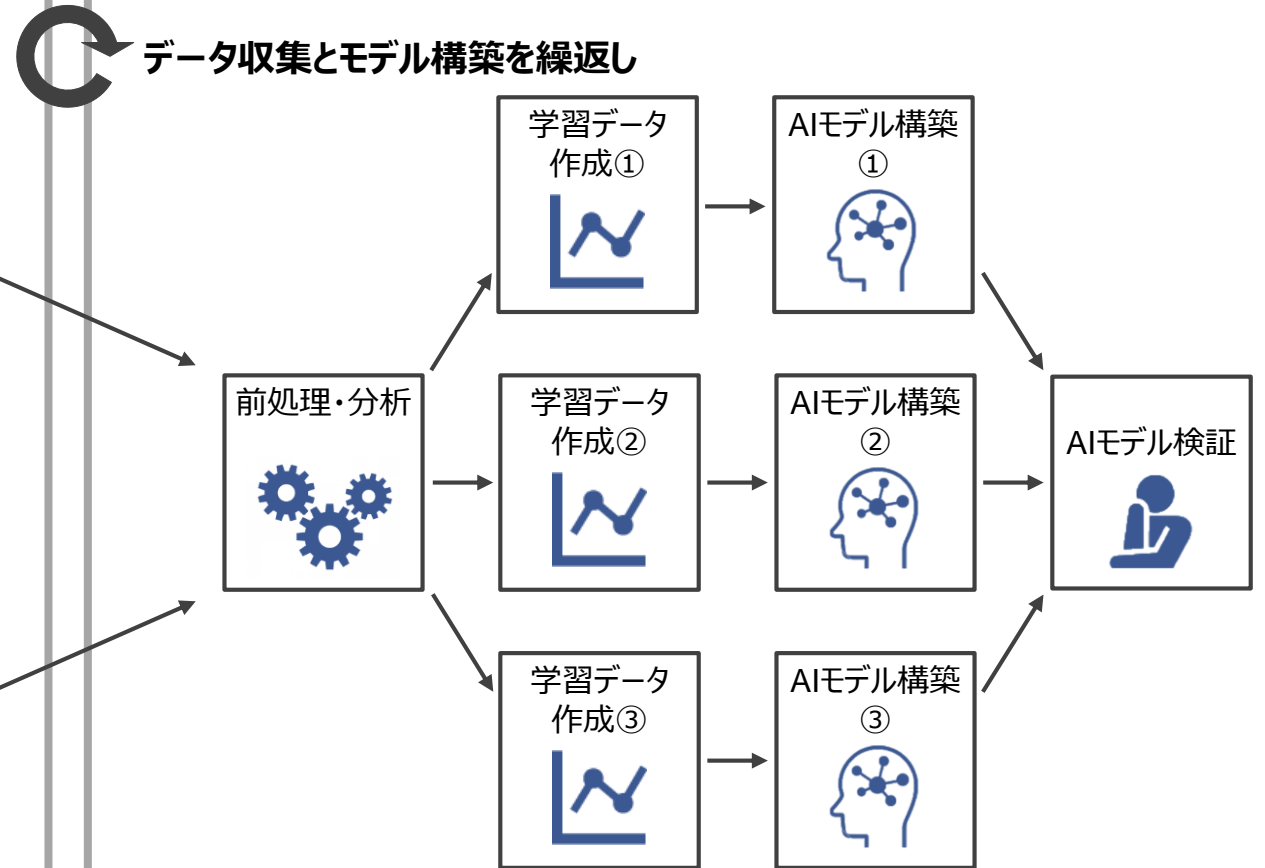 データ収集とモデル構築を繰返し
学習データ
作成①
AIモデル構築
①
前処理・分析
学習データ
作成②
AIモデル構築
②
AIモデル検証
学習データ
作成③
AIモデル構築
③